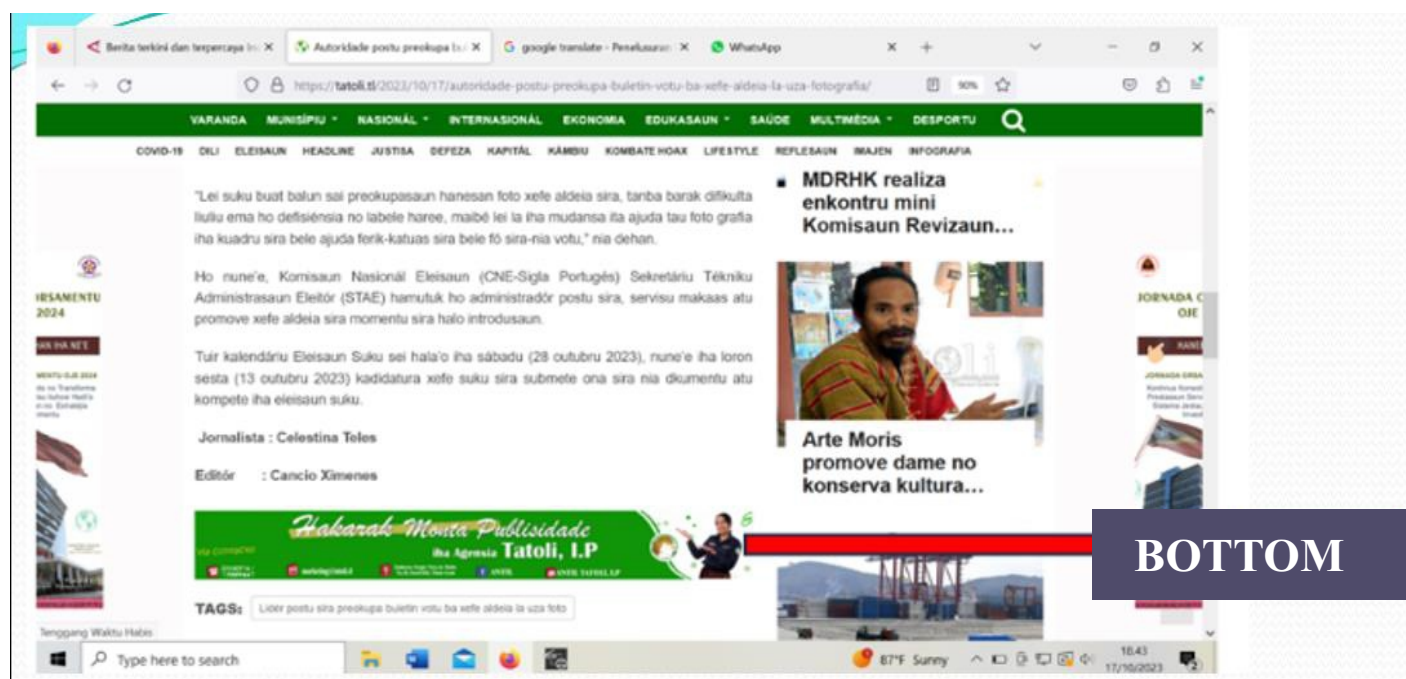 Berita terkini dan terpercaya
Autoridade postu preokupa
google translate - Penelusuran
WhatsApp
https://tatoli.tl/2023/10/17/autoridade-postu-preokupa-buletin-votu-ba-xefe-aldeia-la-uza-fotografia/
90%
VARANDA MUNISÍPIU NASIONÁL INTERNASIONÁL EKONOMIA EDUKASAUN SAÚDE MULTIMÉDIA DESPORTU
COVID-19 DILI ELEISAUN HEADLINE JUSTISA DEFEZA KAPITÁL KÁMBIU KOMBATE HOAX LIFESTYLE REFLESAUN IMAJEN INFOGRAFIA
"Lei suku buat balun sai preokupasaun hanesan foto xefe aldeia sira, tanba barak difikulta
liuliu ema ho defisiénsia no labele haree, maibé lei la iha mudansa ita ajuda tau foto grafia
iha kuadru sira bele ajuda ferik-katuas sira bele fó sira-nia votu," nia dehan.
Ho nune'e, Komisaun Nasionál Eleisaun (CNE-Sigla Portugés) Sekretáriu Tékniku
Administrasaun Eleitór (STAE) hamutuk ho administradór postu sira, servisu makaas atu
promove xefe aldeia sira momentu sira halo introdusaun.
Tuir kalendáriu Eleisaun Suku sei hala'o iha sábadu (28 outubru 2023), nune'e iha loron
sesta (13 outubru 2023) kadidatura xefe suku sira submete ona sira nia dkumentu atu
kompete iha eleisaun suku.
Jornalista : Celestina Teles
Editór : Cancio Ximenes
Hakarak Monta Publisidade
iha Agensia Tatoli, I.P
TAGS: Lider postu sira preokupa buletin votu ba xefe aldeia la uza foto
MDRHK realiza
enkontru mini
Komisaun Revizaun...
Arte Moris
promove dame no
konserva kultura...
2024
JORNADA
OJE
BOTTOM
Tenggang Waktu Habis
Type here to search
87°F Sunny
18.43
17/10/2023